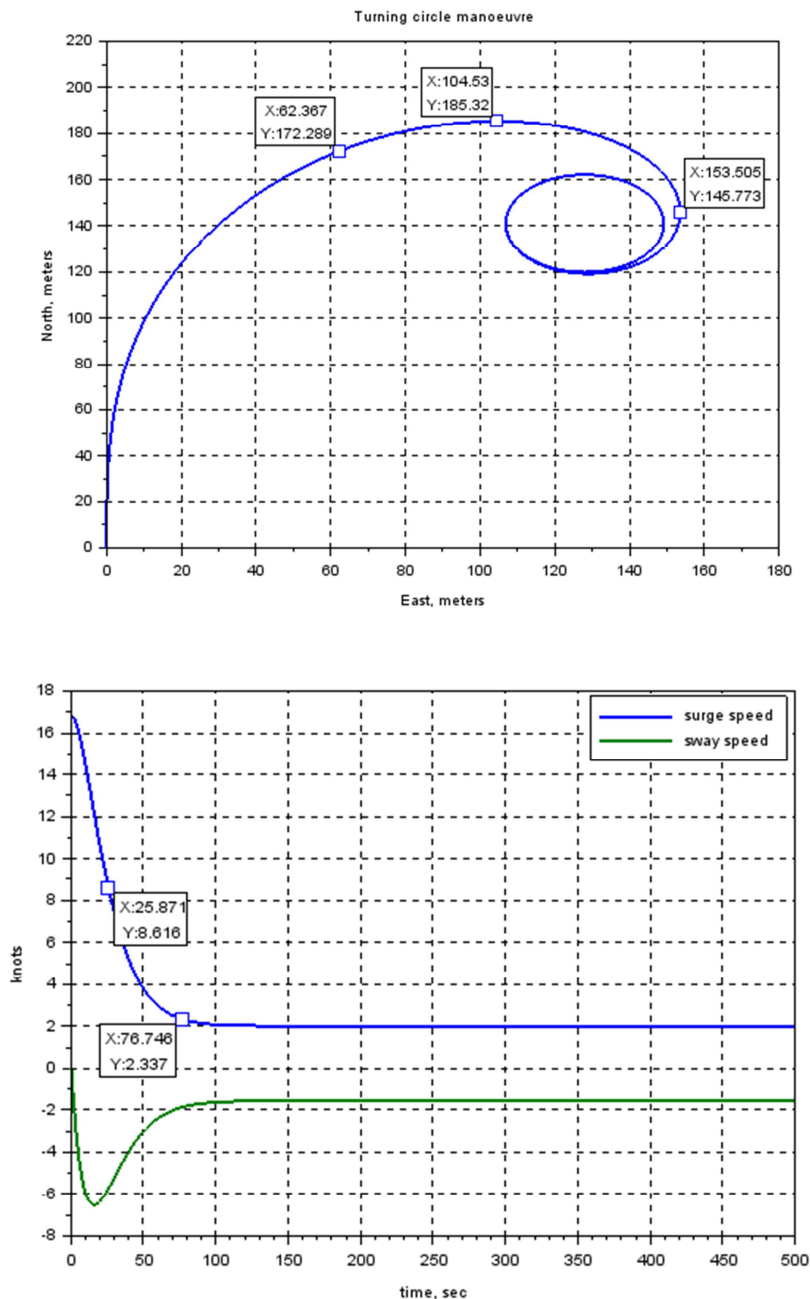 Turning circle manoeuvre
220
200
180
160
140
120
100
80
60
40
20
0
North, meters
X:62.367
Y:172.289
X:104.53
Y:185.32
X:153.505
Y:145.773
0 20 40 60 80 100 120 140 160 180
East, meters
18
16
14
12
10
8
6
4
2
0
-2
-4
-6
-8
knots
surge speed
sway speed
X:25.871
Y:8.616
X:76.746
Y:2.337
0 50 100 150 200 250 300 350 400 450 500
time, sec